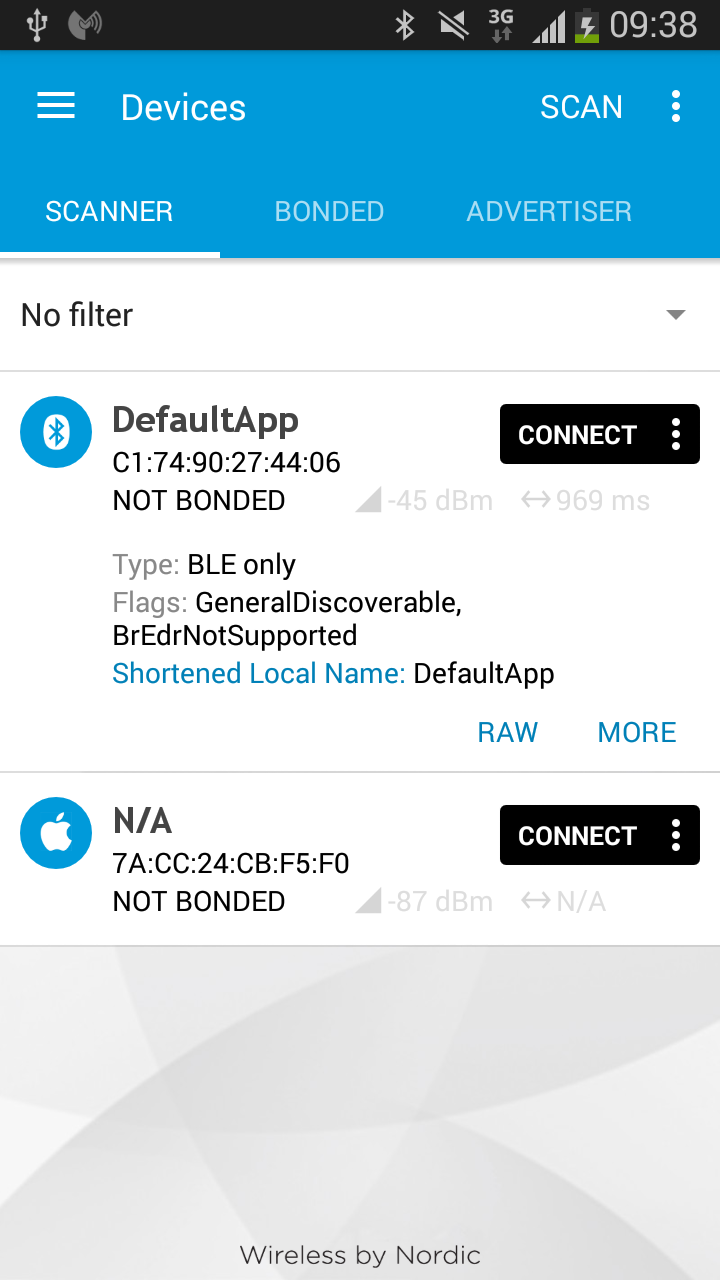 3G
09:38
Devices
SCAN
SCANNER
BONDED
ADVERTISER
No filter
DefaultApp
CONNECT
C1:74:90:27:44:06
NOT BONDED
-45 dBm
969 ms
Type: BLE only
Flags: GeneralDiscoverable,
BrEdrNotSupported
Shortened Local Name: DefaultApp
RAW
MORE
N/A
CONNECT
7A:CC:24:CB:F5:F0
NOT BONDED
-87 dBm
N/A
Wireless by Nordic